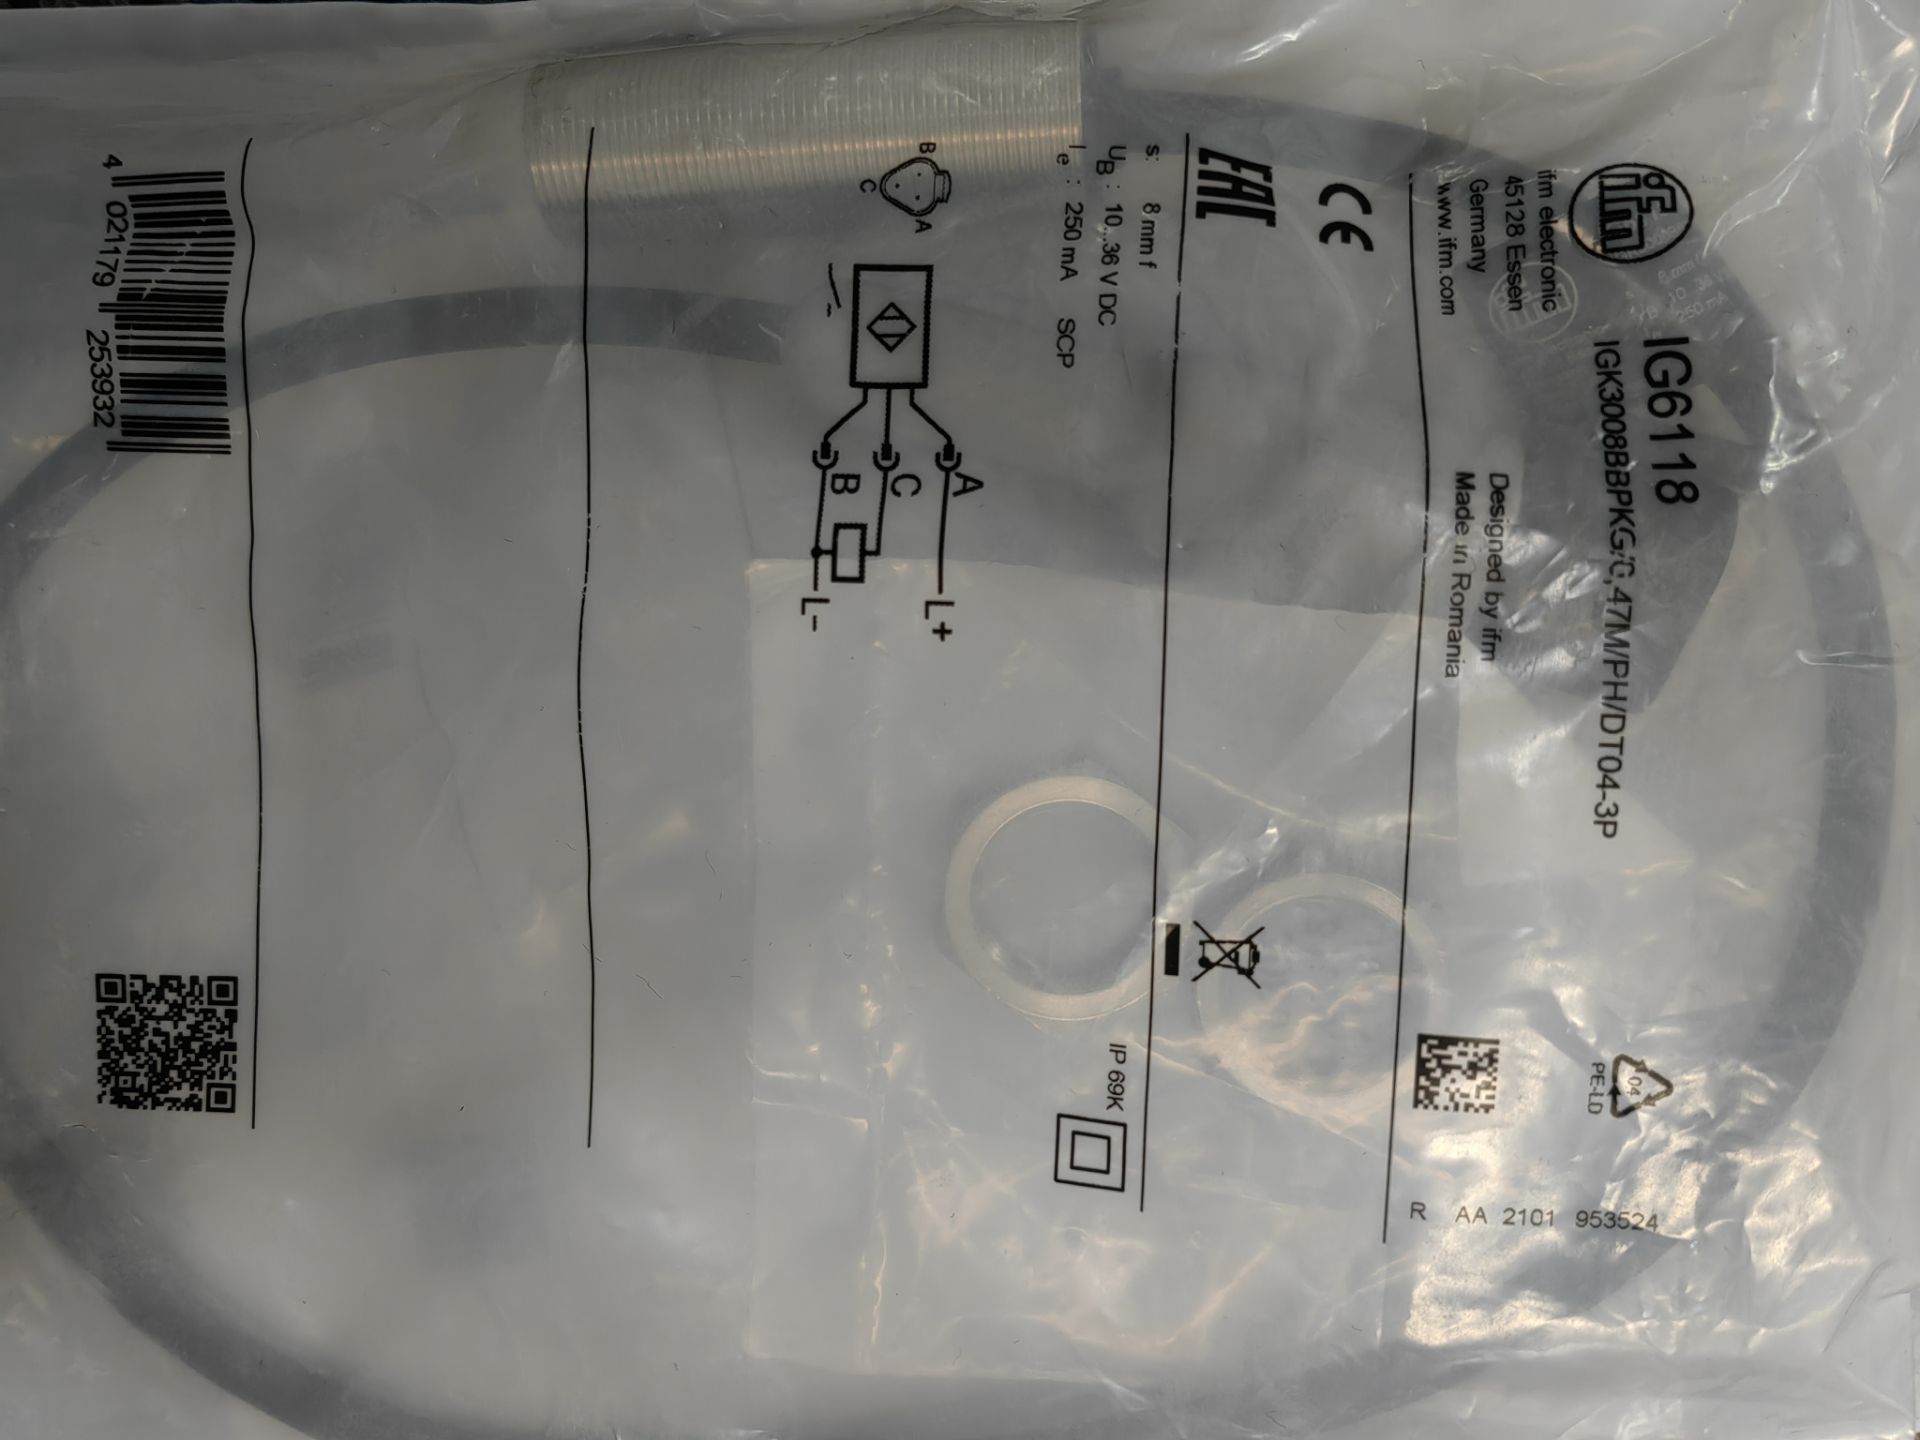 ifm
IG6118
IGK3008BBPKG/0,47M/PH/DT04-3P
ifm electronic
45128 Essen
Germany
www.ifm.com
Designed by ifm
Made in Romania
04
PE-LD
R AA 2101 953524
CE
EAC
s: 8 mm f
UB : 10...36 V DC
Ie : 250 mA SCP
IP 69K
B
A
C
A
C
B
L+
L-
4 021179 253932